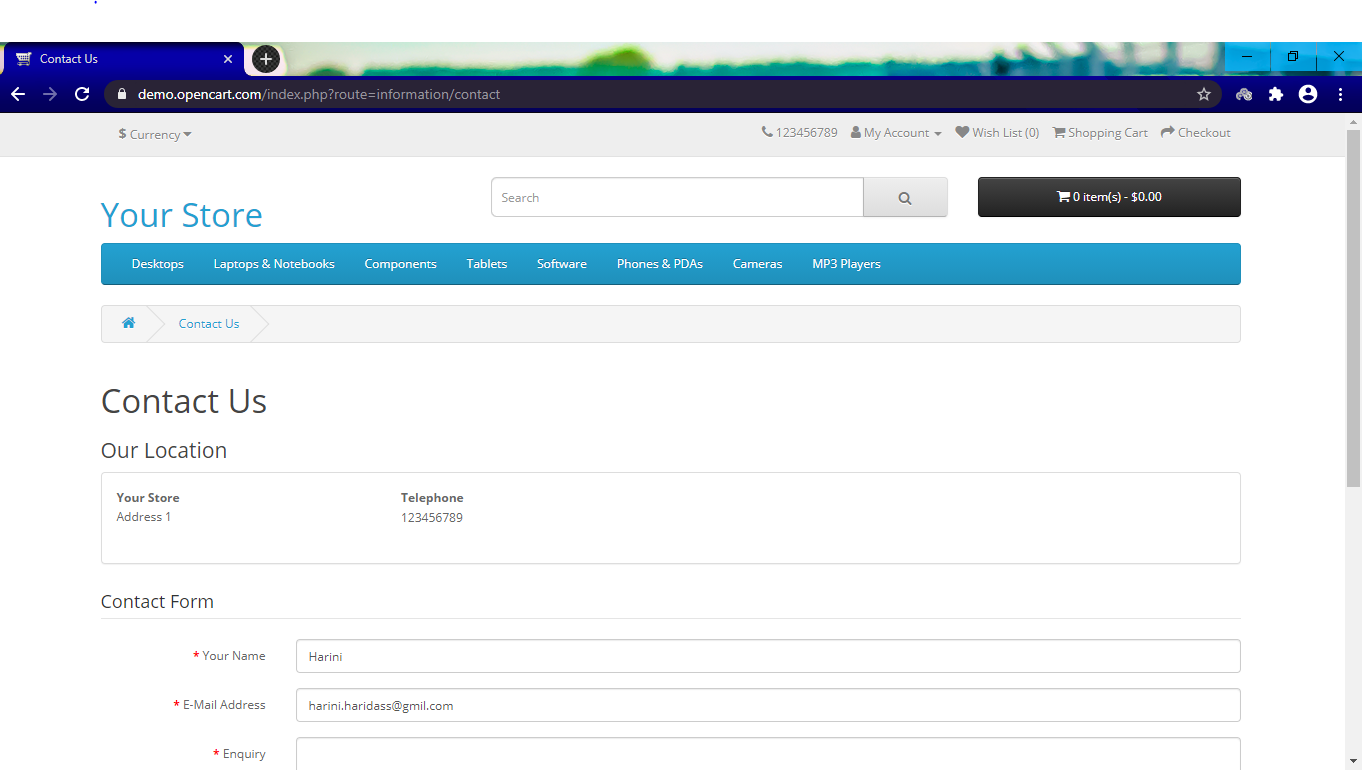 Contact Us
demo.opencart.com/index.php?route=information/contact
$ Currency 123456789 My Account Wish List (0) Shopping Cart Checkout
Your Store
Search
0 item(s) - $0.00
Desktops Laptops & Notebooks Components Tablets Software Phones & PDAs Cameras MP3 Players
Contact Us
Contact Us
Our Location
Your Store Telephone
Address 1 123456789
Contact Form
* Your Name Harini
* E-Mail Address harini.haridass@gmil.com
* Enquiry